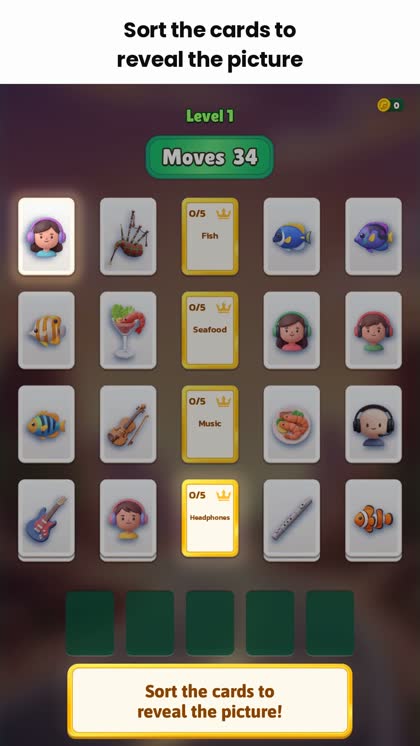 Sort the cards to
reveal the picture
0
Level 1
Moves 34
0/5
Fish
0/5
Seafood
0/5
Music
0/5
Headphones
Sort the cards to
reveal the picture!